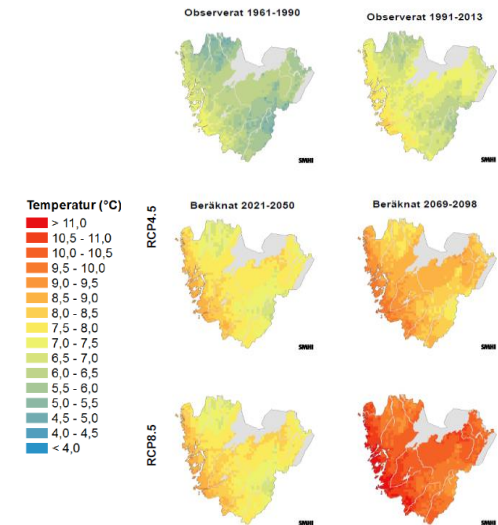 Observerat 1961-1990
Observerat 1991-2013
SMHI
SMHI
Temperatur (°C)
> 11,0
10,5 - 11,0
10,0 - 10,5
9,5 - 10,0
9,0 - 9,5
8,5 - 9,0
8,0 - 8,5
7,5 - 8,0
7,0 - 7,5
6,5 - 7,0
6,0 - 6,5
5,5 - 6,0
5,0 - 5,5
4,5 - 5,0
4,0 - 4,5
< 4,0
RCP4.5
Beräknat 2021-2050
Beräknat 2069-2098
SMHI
SMHI
RCP8.5
SMHI
SMHI